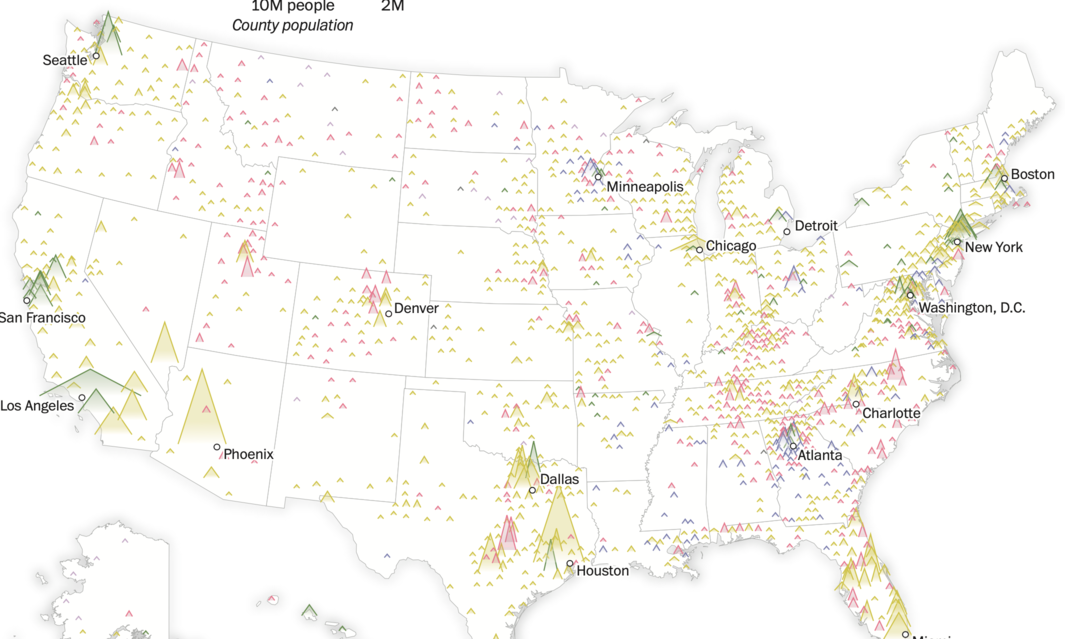 10M people
2M
County population
Seattle
Minneapolis
Boston
Detroit
Chicago
New York
Denver
Washington, D.C.
San Francisco
Los Angeles
Charlotte
Phoenix
Atlanta
Dallas
Houston